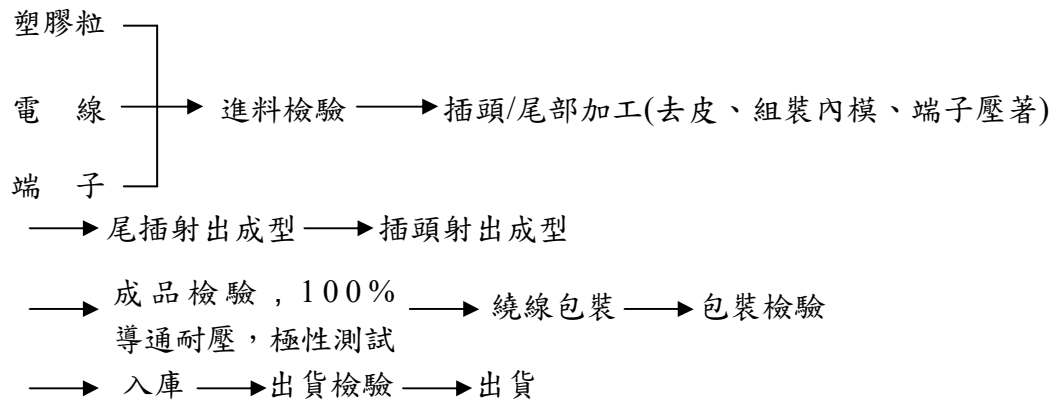 塑膠粒
電 線 進料檢驗 插頭/尾部加工(去皮、組裝內模、端子壓著)
端 子
尾插射出成型 插頭射出成型
成品檢驗，100%
導通耐壓，極性測試 繞線包裝 包裝檢驗
入庫 出貨檢驗 出貨